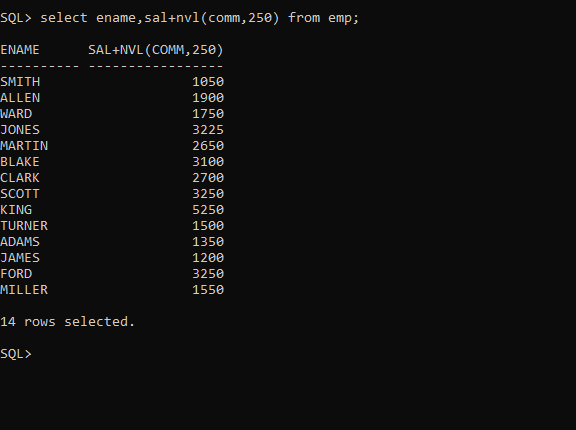 SQL> select ename,sal+nvl(comm,250) from emp;
ENAME      SAL+NVL(COMM,250)
---------- -----------------
SMITH                   1050
ALLEN                   1900
WARD                    1750
JONES                   3225
MARTIN                  2650
BLAKE                   3100
CLARK                   2700
SCOTT                   3250
KING                    5250
TURNER                  1500
ADAMS                   1350
JAMES                   1200
FORD                    3250
MILLER                  1550
14 rows selected.
SQL>